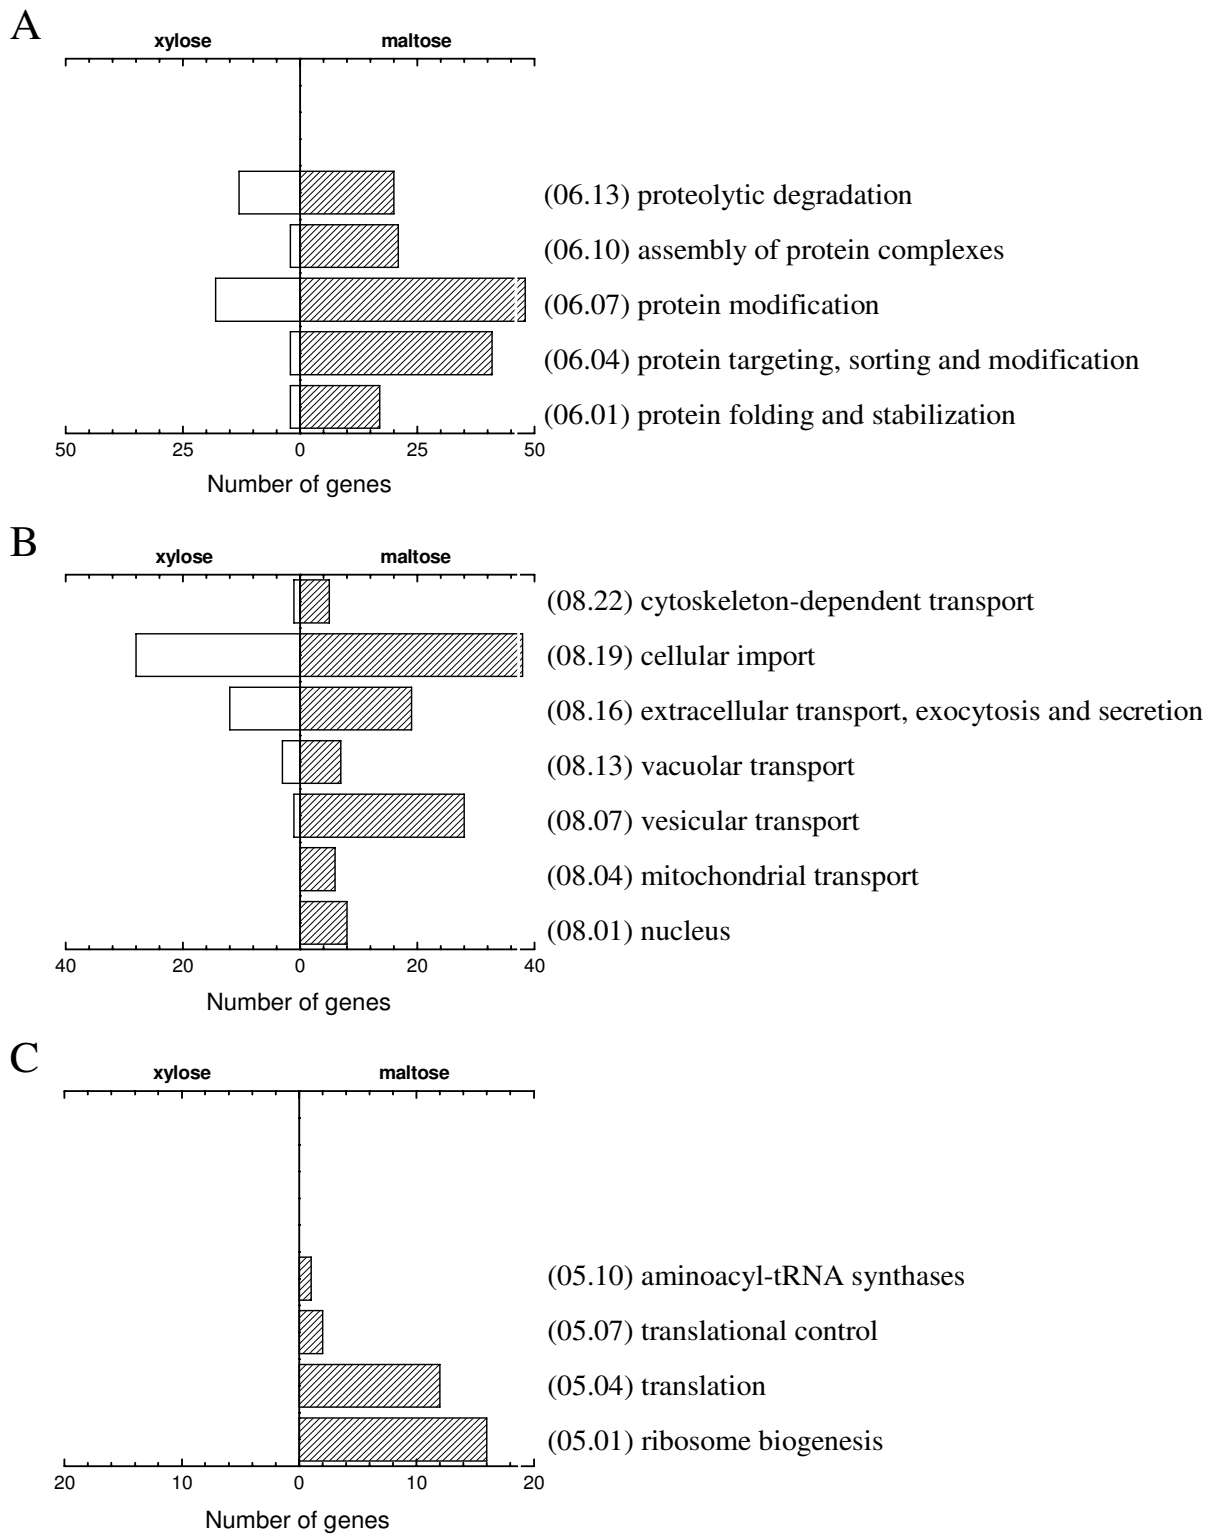 A
xylose maltose
(06.13) proteolytic degradation
(06.10) assembly of protein complexes
(06.07) protein modification
(06.04) protein targeting, sorting and modification
(06.01) protein folding and stabilization
50 25 0 25 50
Number of genes
B
xylose maltose
(08.22) cytoskeleton-dependent transport
(08.19) cellular import
(08.16) extracellular transport, exocytosis and secretion
(08.13) vacuolar transport
(08.07) vesicular transport
(08.04) mitochondrial transport
(08.01) nucleus
40 20 0 20 40
Number of genes
C
xylose maltose
(05.10) aminoacyl-tRNA synthases
(05.07) translational control
(05.04) translation
(05.01) ribosome biogenesis
20 10 0 10 20
Number of genes